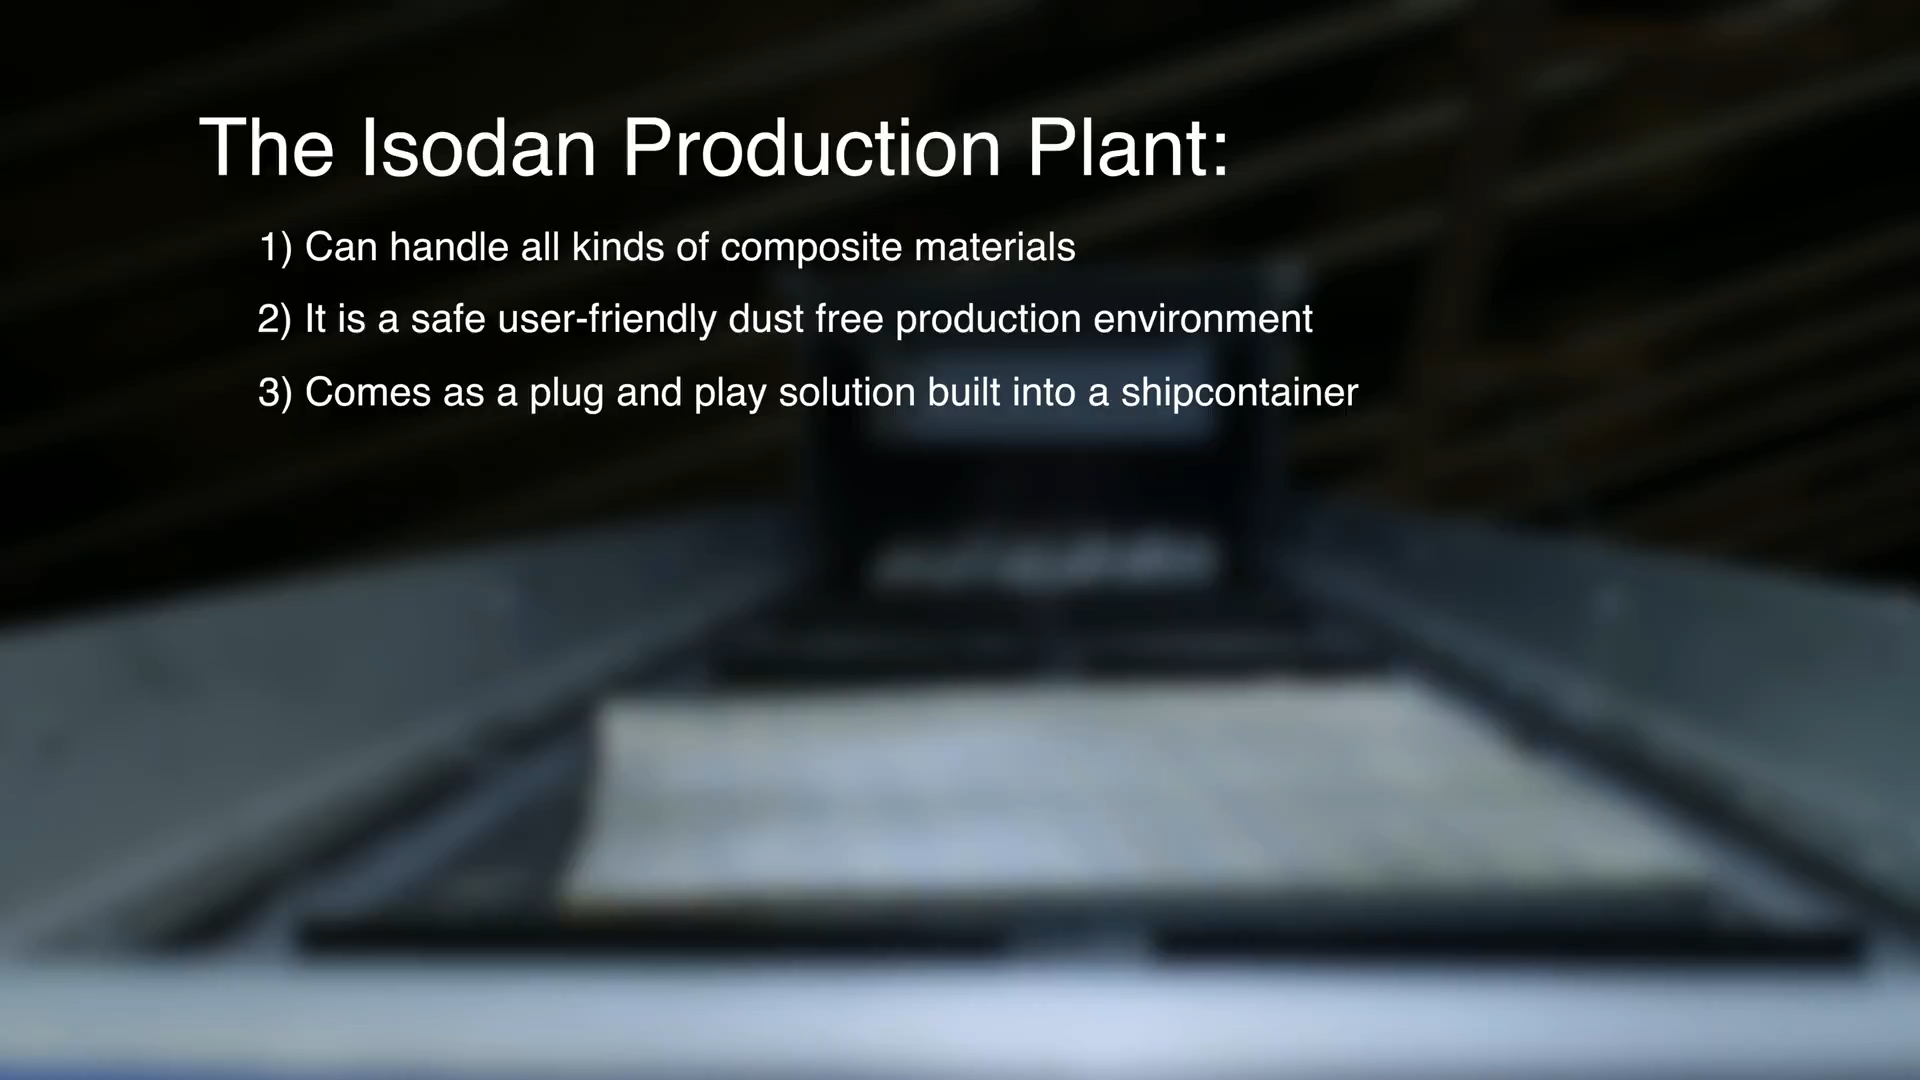 The Isodan Production Plant:
1) Can handle all kinds of composite materials
2) It is a safe user-friendly dust free production environment
3) Comes as a plug and play solution built into a shipcontainer